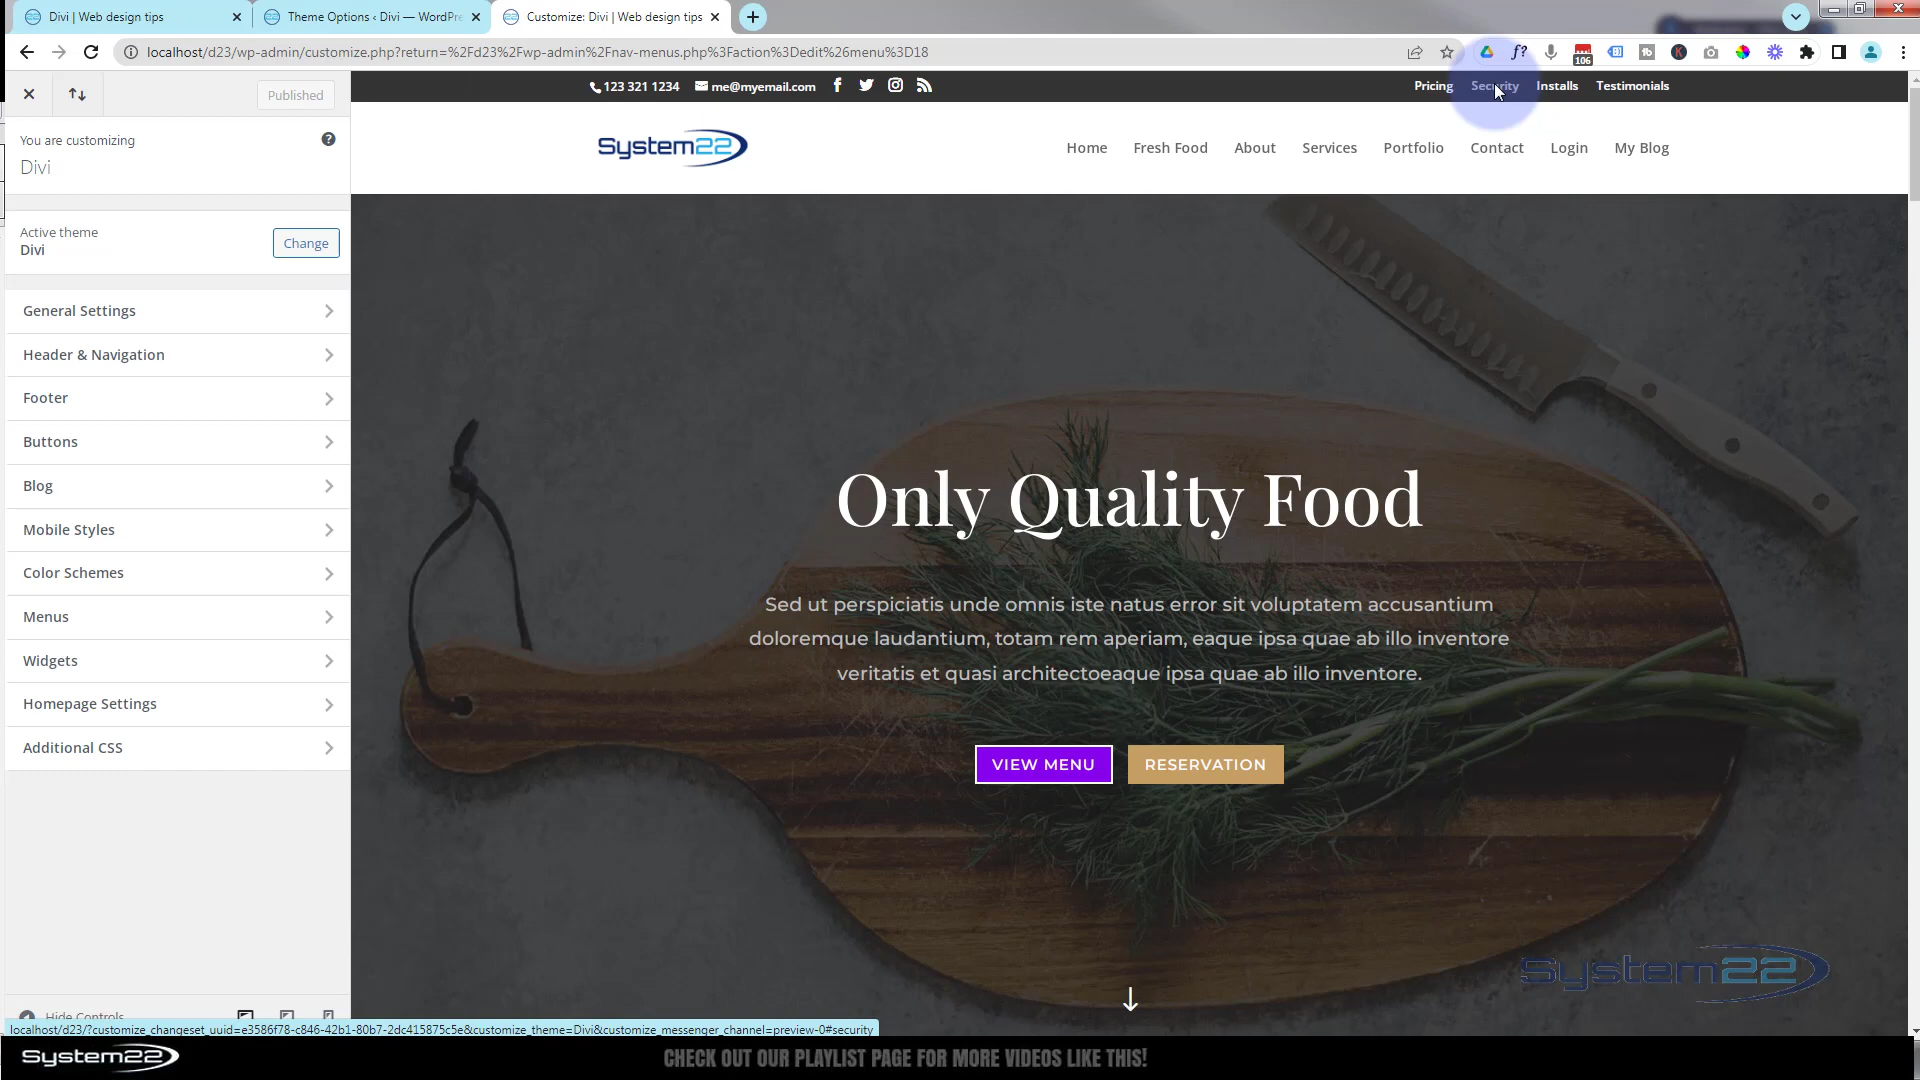 Divi | Web design tips
Theme Options ‹ Divi — WordPre
Customize: Divi | Web design tips
localhost/d23/wp-admin/customize.php?return=%2Fd23%2Fwp-admin%2Fnav-menus.php%3Faction%3Dedit%26menu%3D18
106
Published
123 321 1234
me@myemail.com
Pricing
Security
Installs
Testimonials
You are customizing
Divi
System22
Home
Fresh Food
About
Services
Portfolio
Contact
Login
My Blog
Active theme
Divi
Change
General Settings
Header & Navigation
Footer
Buttons
Blog
Mobile Styles
Color Schemes
Menus
Widgets
Homepage Settings
Additional CSS
Only Quality Food
Sed ut perspiciatis unde omnis iste natus error sit voluptatem accusantium
doloremque laudantium, totam rem aperiam, eaque ipsa quae ab illo inventore
veritatis et quasi architectoeaque ipsa quae ab illo inventore.
VIEW MENU
RESERVATION
System22
Hide Controls
localhost/d23/?customize_changeset_uuid=e3586f78-c846-42b1-80b7-2dc415875c5e&customize_theme=Divi&customize_messenger_channel=preview-0#security
System22
CHECK OUT OUR PLAYLIST PAGE FOR MORE VIDEOS LIKE THIS!